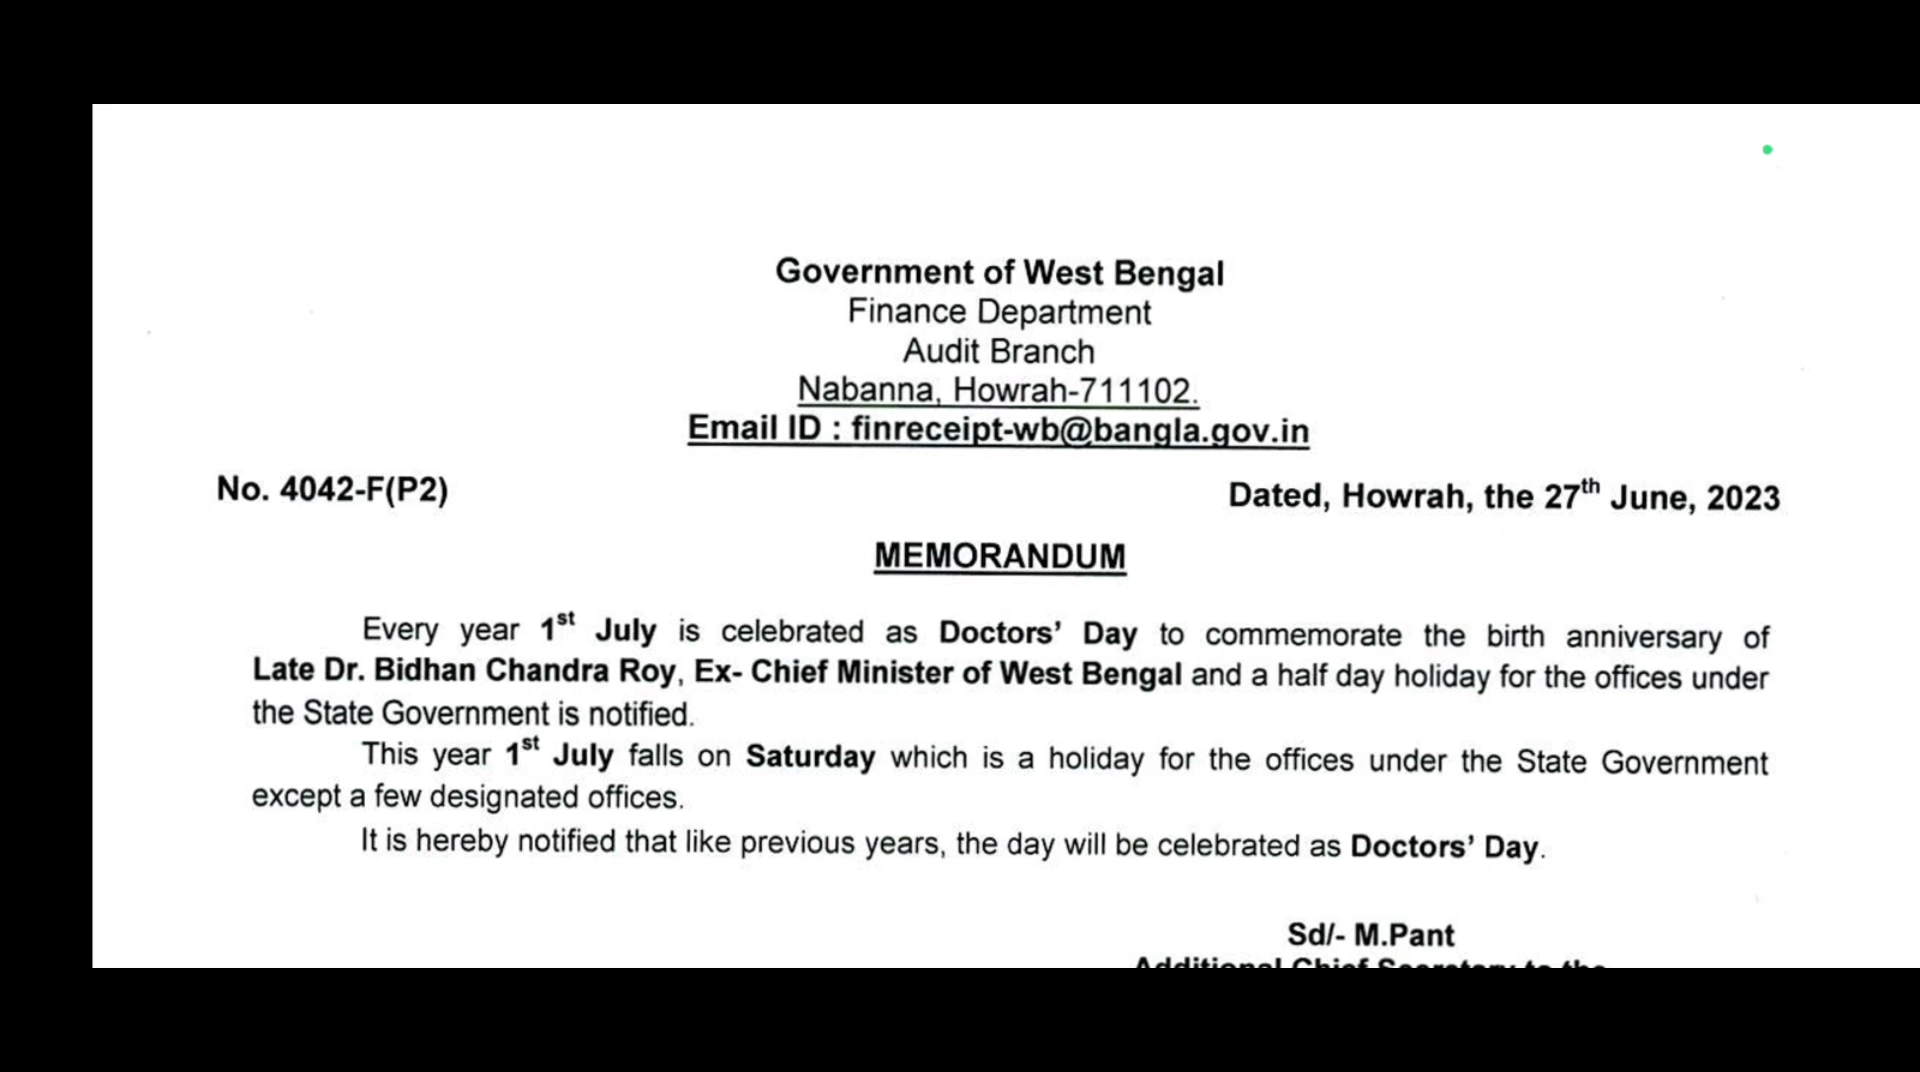 Government of West Bengal
Finance Department
Audit Branch
Nabanna, Howrah-711102.
Email ID : finreceipt-wb@bangla.gov.in
No. 4042-F(P2)
Dated, Howrah, the 27th June, 2023
MEMORANDUM
Every year 1st July is celebrated as Doctors' Day to commemorate the birth anniversary of
Late Dr. Bidhan Chandra Roy, Ex- Chief Minister of West Bengal and a half day holiday for the offices under
the State Government is notified.
This year 1st July falls on Saturday which is a holiday for the offices under the State Government
except a few designated offices.
It is hereby notified that like previous years, the day will be celebrated as Doctors' Day.
Sd/- M.Pant
Additional Chief Secretary to the